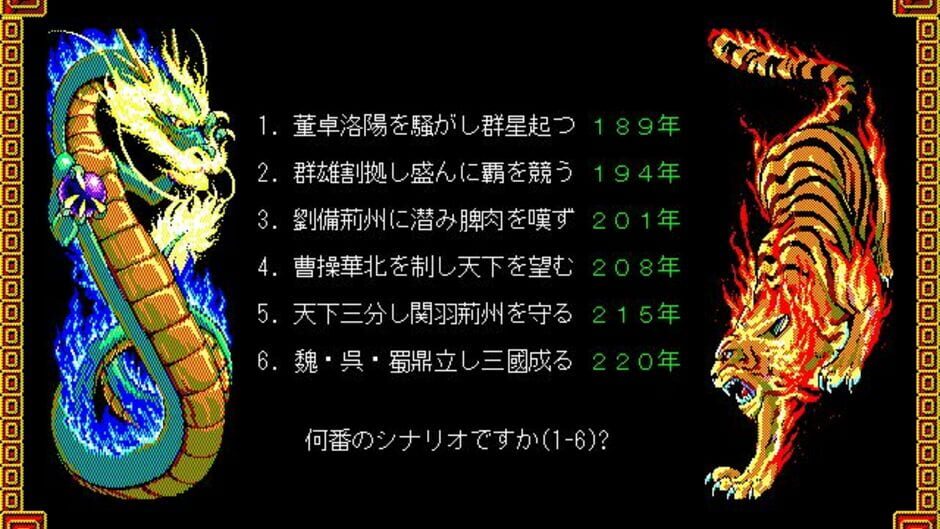 1. 董卓洛陽を騒がし群星起つ 189年
2. 群雄割拠し盛んに覇を競う 194年
3. 劉備荊州に潜み脾肉を嘆ず 201年
4. 曹操華北を制し天下を望む 208年
5. 天下三分し関羽荊州を守る 215年
6. 魏・呉・蜀鼎立し三國成る 220年
何番のシナリオですか(1-6)?